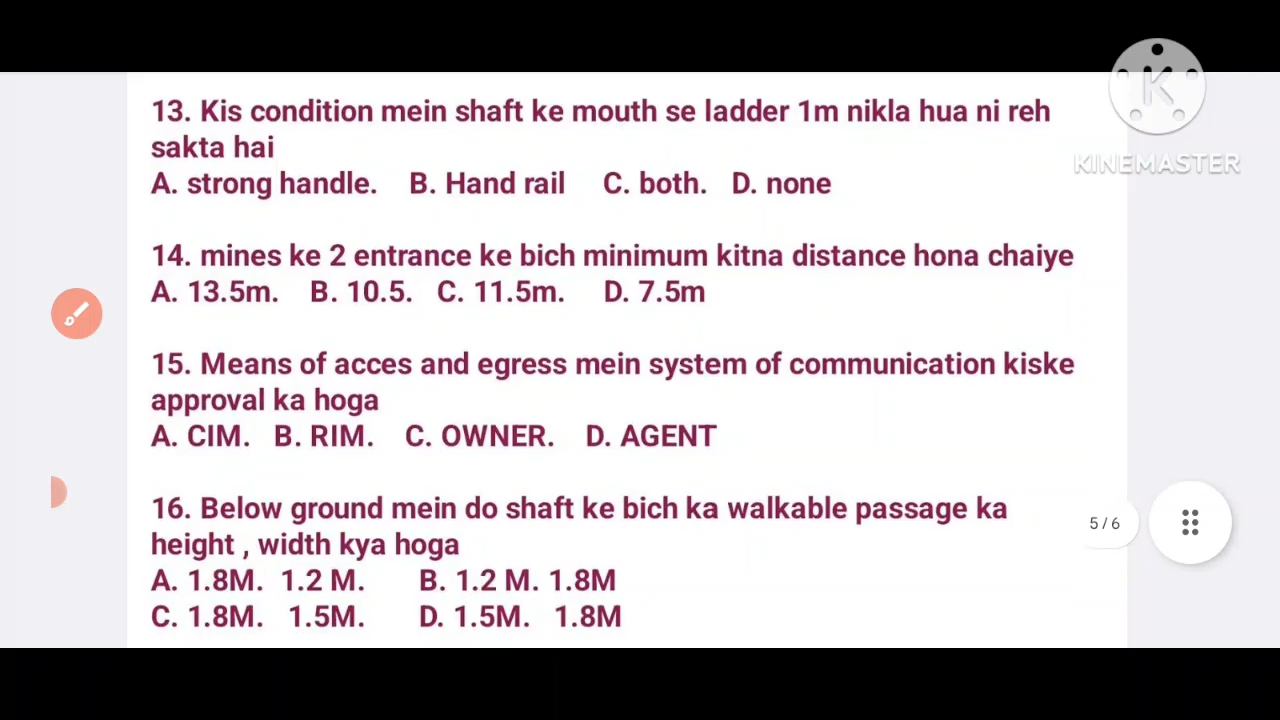 13. Kis condition mein shaft ke mouth se ladder 1m nikla hua ni reh
sakta hai
A. strong handle. B. Hand rail C. both. D. none
14. mines ke 2 entrance ke bich minimum kitna distance hona chaiye
A. 13.5m. B. 10.5. C. 11.5m. D. 7.5m
15. Means of acces and egress mein system of communication kiske
approval ka hoga
A. CIM. B. RIM. C. OWNER. D. AGENT
16. Below ground mein do shaft ke bich ka walkable passage ka
height , width kya hoga
A. 1.8M. 1.2 M. B. 1.2 M. 1.8M
C. 1.8M. 1.5M. D. 1.5M. 1.8M
K
KINEMASTER
5/6